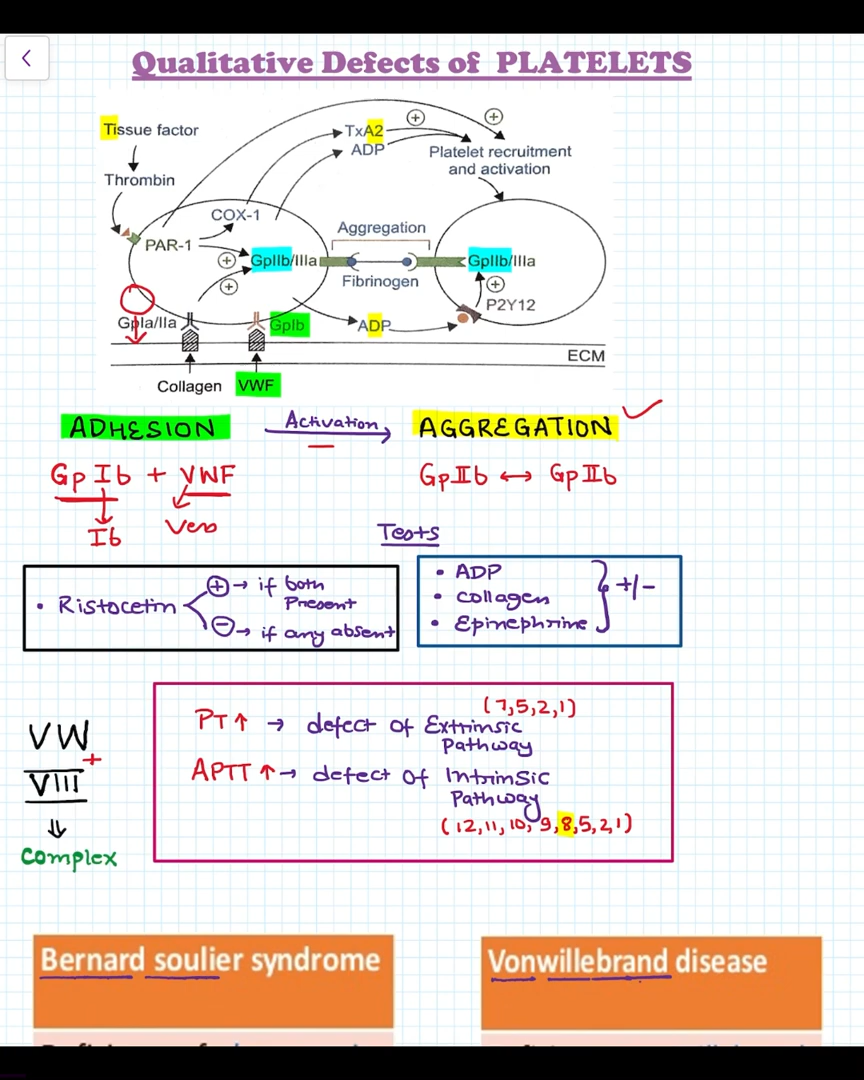 Qualitative Defects of PLATELETS
Tissue factor
Thrombin
PAR-1
COX-1
TxA2
ADP
Platelet recruitment
and activation
Aggregation
GpIIb/IIIa
Fibrinogen
GpIIb/IIIa
P2Y12
GpIa/IIa
GpIb
ADP
ECM
Collagen
VWF
ADHESION
Activation
AGGREGATION
GpIb + VWF
Ib
GpIIb ↔ GpIIb
Tests
• Ristocetin
+ → if both
Present
- → if any absent
• ADP
• Collagen
• Epinephrine
+/-
VW
+
VIII
⇓
Complex
PT ↑ → defect of Extrinsic
Pathway
(7,5,2,1)
APTT ↑ → defect of Intrinsic
Pathway
(12,11,10,9,8,5,2,1)
Bernard soulier syndrome
Vonwillebrand disease